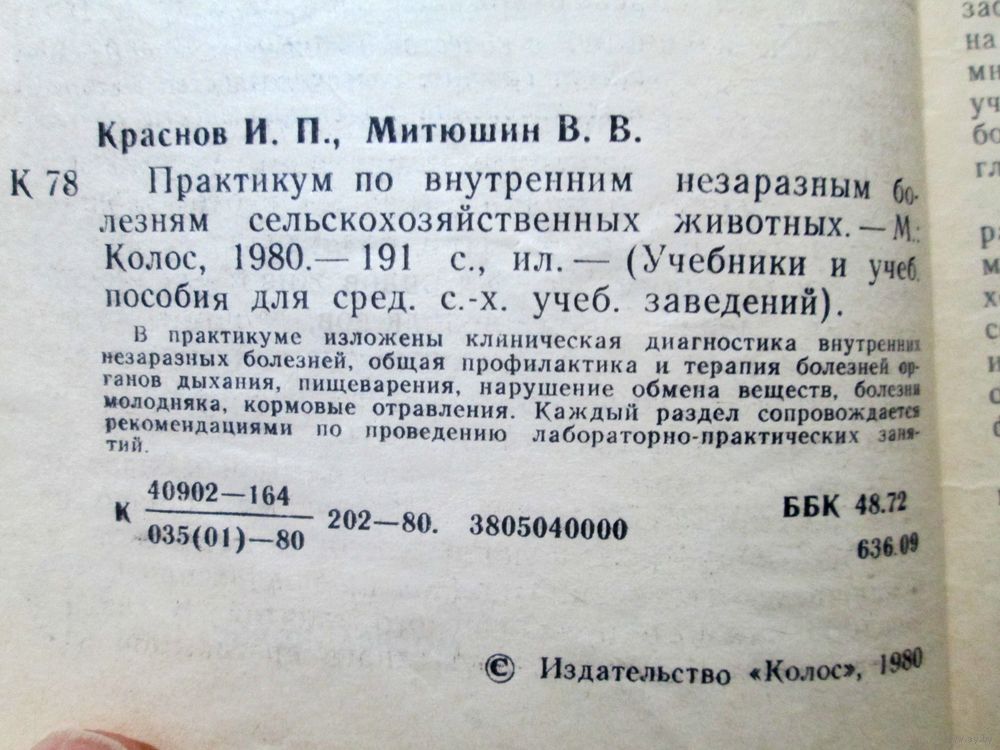 Краснов И. П., Митюшин В. В.
К 78 Практикум по внутренним незаразным бо-
лезням сельскохозяйственных животных. — М.:
Колос, 1980. — 191 с., ил. — (Учебники и учеб.
пособия для сред. с.-х. учеб. заведений).
В практикуме изложены клиническая диагностика внутренних
незаразных болезней, общая профилактика и терапия болезней ор-
ганов дыхания, пищеварения, нарушение обмена веществ, болезни
молодняка, кормовые отравления. Каждый раздел сопровождается
рекомендациями по проведению лабораторно-практических заня-
тий.
К 40902—164
035(01)—80 202—80. 3805040000
ББК 48.72
636.09
© Издательство «Колос», 1980